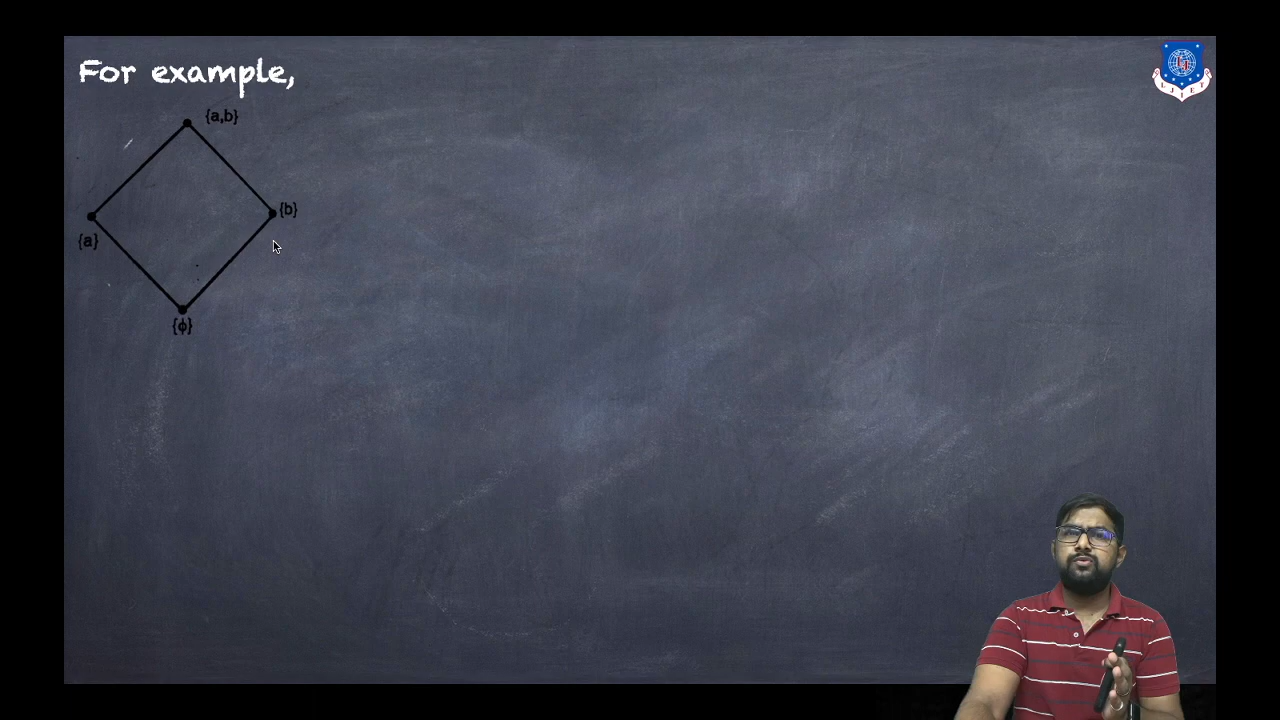 For example,
{a,b}
{b}
{a}
{ϕ}
L J I E T